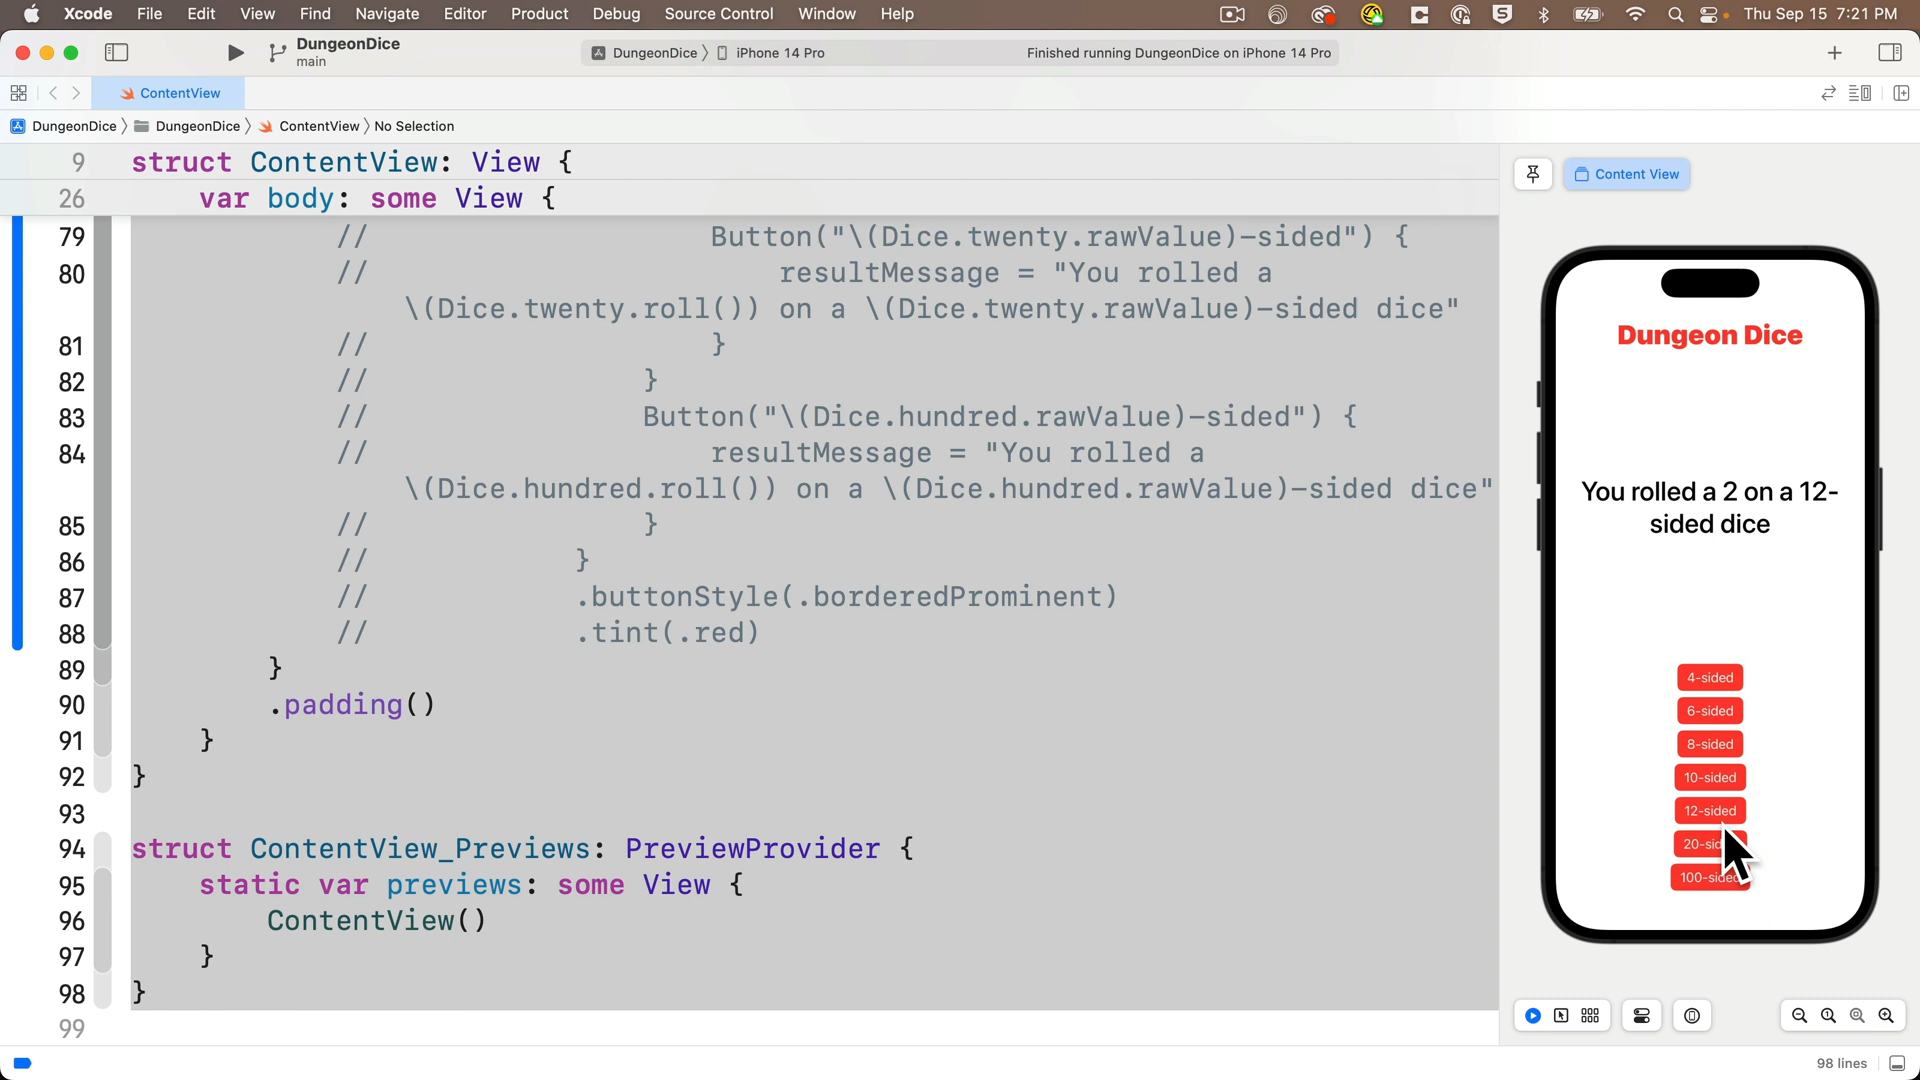 Xcode File Edit View Find Navigate Editor Product Debug Source Control Window Help Thu Sep 15 7:21 PM
DungeonDice
main
DungeonDice iPhone 14 Pro Finished running DungeonDice on iPhone 14 Pro
ContentView
DungeonDice DungeonDice ContentView No Selection
9 struct ContentView: View {
26 var body: some View {
79 // Button("\(Dice.twenty.rawValue)-sided") {
80 // resultMessage = "You rolled a
\(Dice.twenty.roll()) on a \(Dice.twenty.rawValue)-sided dice"
81 // }
82 // }
83 // Button("\(Dice.hundred.rawValue)-sided") {
84 // resultMessage = "You rolled a
\(Dice.hundred.roll()) on a \(Dice.hundred.rawValue)-sided dice"
85 // }
86 // }
87 // .buttonStyle(.borderedProminent)
88 // .tint(.red)
89 }
90 .padding()
91 }
92 }
93
94 struct ContentView_Previews: PreviewProvider {
95 static var previews: some View {
96 ContentView()
97 }
98 }
99
Content View
Dungeon Dice
You rolled a 2 on a 12-
sided dice
4-sided
6-sided
8-sided
10-sided
12-sided
100-sided
98 lines